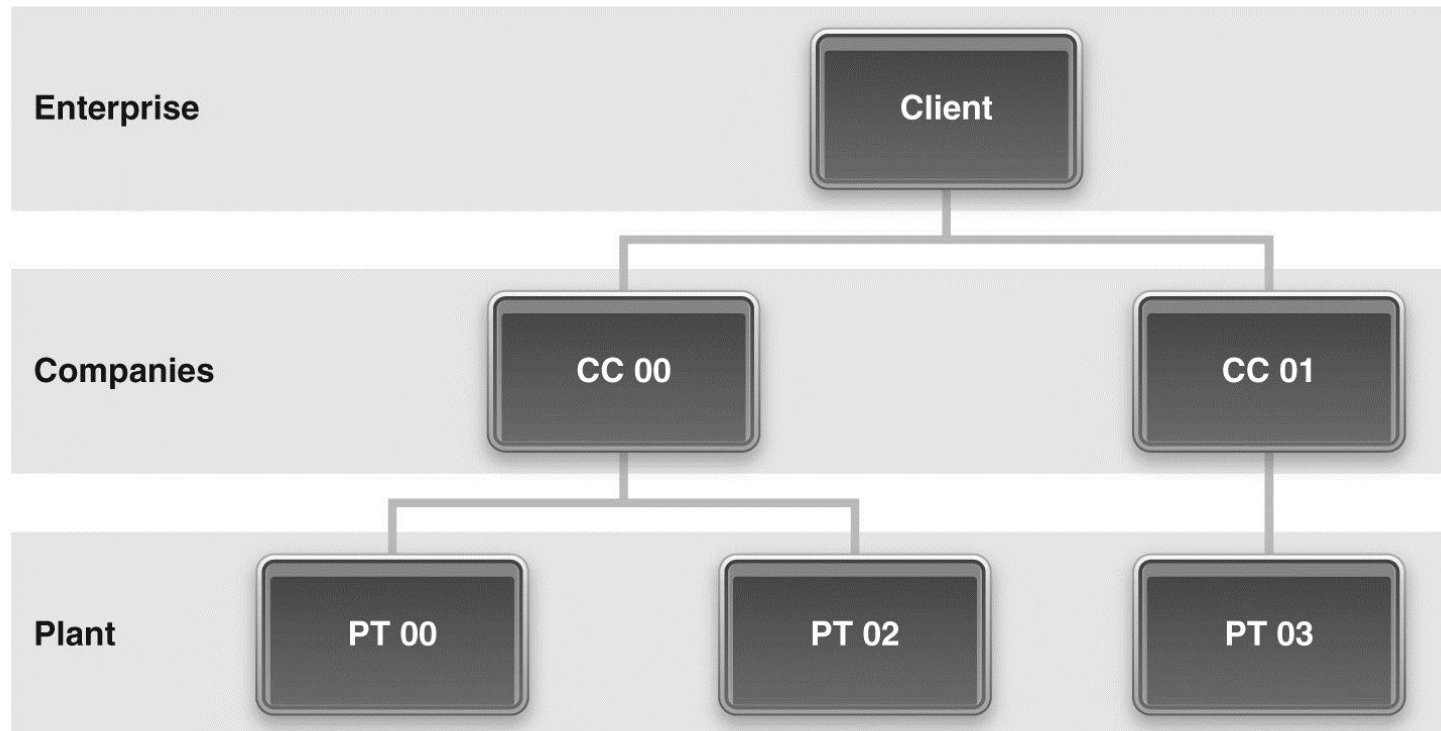 Enterprise
Client
Companies
CC 00
CC 01
Plant
PT 00
PT 02
PT 03